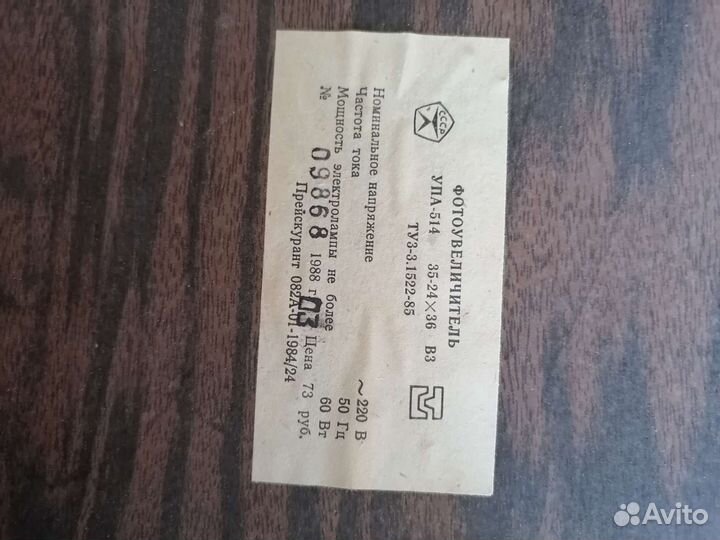 СССР
ФОТОУВЕЛИЧИТЕЛЬ
УПА-514 35-24×36 В3
ТУ3-3.1522-85
Номинальное напряжение ~ 220 В
Частота тока 50 Гц
Мощность электролампы не более 60 Вт
№ 09868 1988 г. 03 Цена 73 руб.
Прейскурант 082А-01-1984/24
Avito